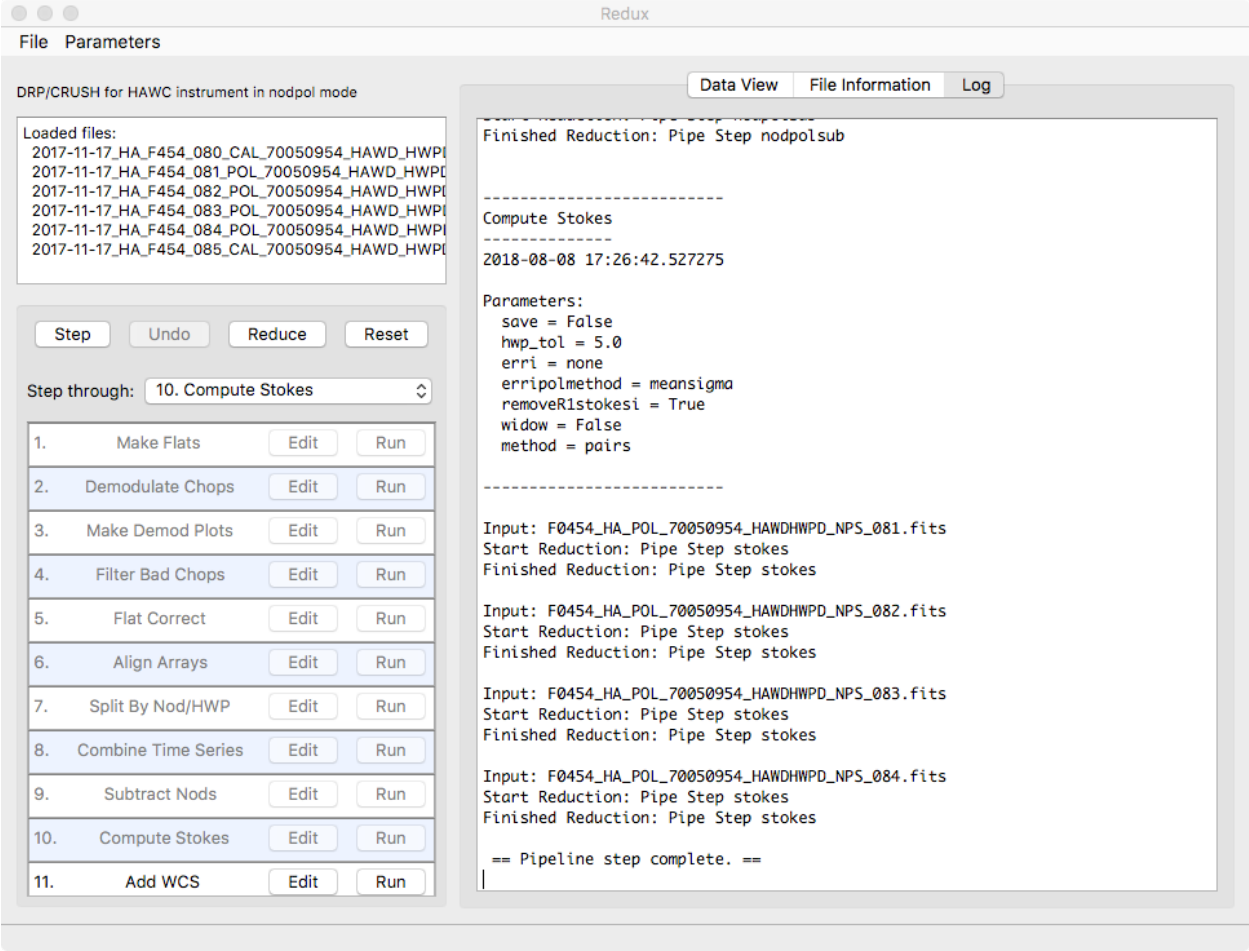 Redux
File Parameters
DRP/CRUSH for HAWC instrument in nodpol mode
Loaded files:
2017-11-17_HA_F454_080_CAL_70050954_HAWD_HWP
2017-11-17_HA_F454_081_POL_70050954_HAWD_HWP
2017-11-17_HA_F454_082_POL_70050954_HAWD_HWP
2017-11-17_HA_F454_083_POL_70050954_HAWD_HWP
2017-11-17_HA_F454_084_POL_70050954_HAWD_HWP
2017-11-17_HA_F454_085_CAL_70050954_HAWD_HWP
Step Undo Reduce Reset
Step through: 10. Compute Stokes
1. Make Flats Edit Run
2. Demodulate Chops Edit Run
3. Make Demod Plots Edit Run
4. Filter Bad Chops Edit Run
5. Flat Correct Edit Run
6. Align Arrays Edit Run
7. Split By Nod/HWP Edit Run
8. Combine Time Series Edit Run
9. Subtract Nods Edit Run
10. Compute Stokes Edit Run
11. Add WCS Edit Run
Data View File Information Log
Finished Reduction: Pipe Step nodpolsub
--------------------------
Compute Stokes
--------------
2018-08-08 17:26:42.527275
Parameters:
save = False
hwp_tol = 5.0
erri = none
erripolmethod = meansigma
removeR1stokesi = True
widow = False
method = pairs
--------------------------
Input: F0454_HA_POL_70050954_HAWDHWPD_NPS_081.fits
Start Reduction: Pipe Step stokes
Finished Reduction: Pipe Step stokes
Input: F0454_HA_POL_70050954_HAWDHWPD_NPS_082.fits
Start Reduction: Pipe Step stokes
Finished Reduction: Pipe Step stokes
Input: F0454_HA_POL_70050954_HAWDHWPD_NPS_083.fits
Start Reduction: Pipe Step stokes
Finished Reduction: Pipe Step stokes
Input: F0454_HA_POL_70050954_HAWDHWPD_NPS_084.fits
Start Reduction: Pipe Step stokes
Finished Reduction: Pipe Step stokes
== Pipeline step complete. ==